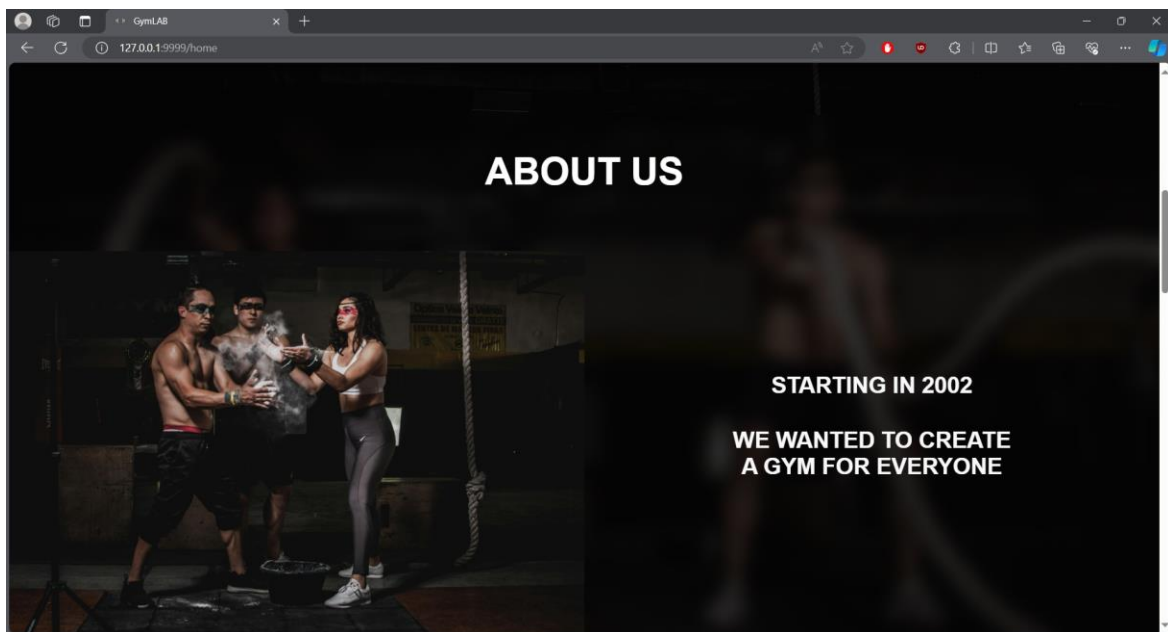 GymLAB
127.0.0.1:9999/home
ABOUT US
STARTING IN 2002
WE WANTED TO CREATE
A GYM FOR EVERYONE